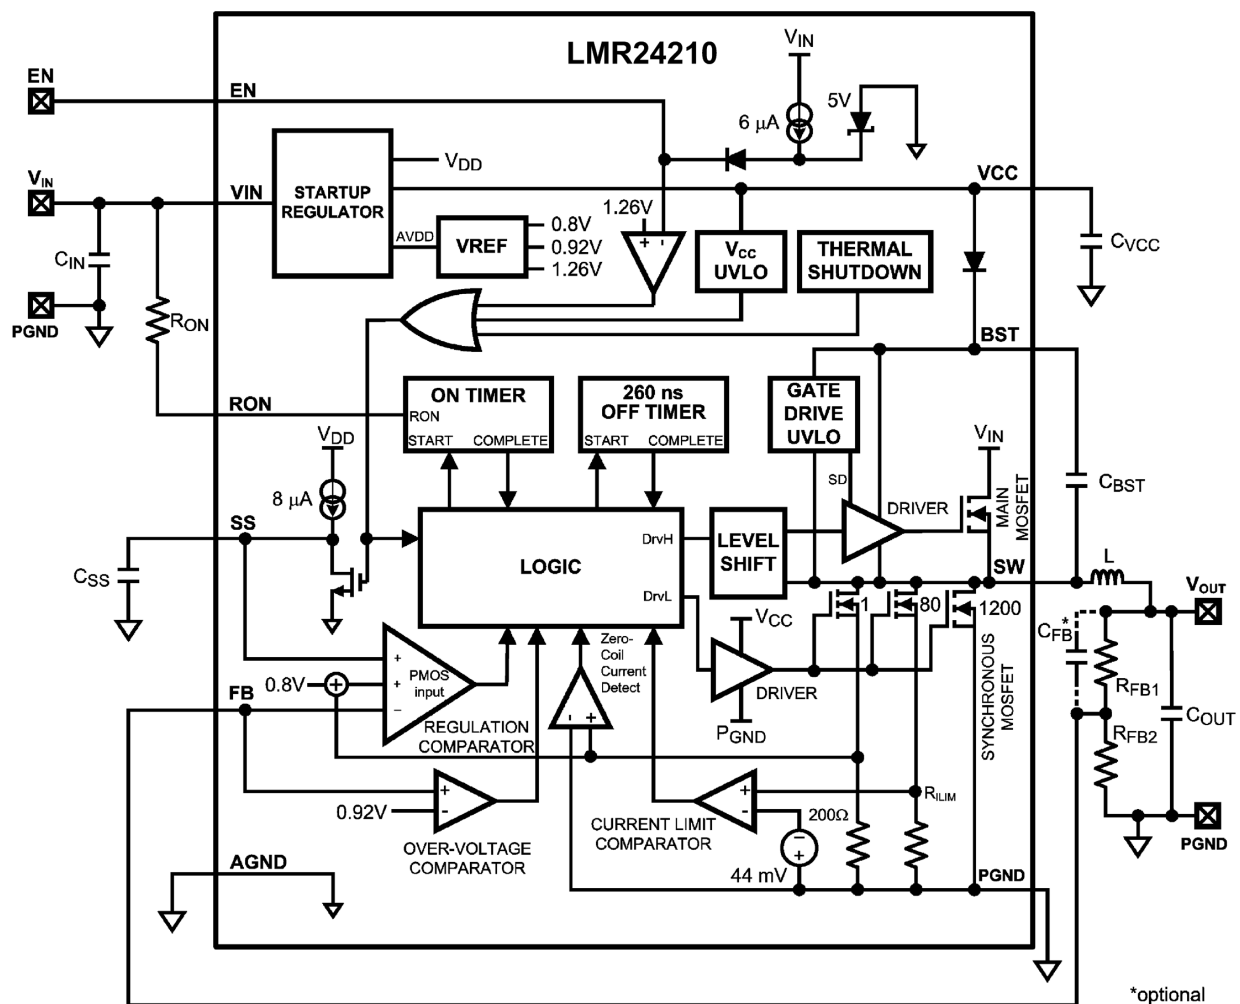 LMR24210
EN
EN
VIN
6 µA
5V
VIN
VIN
STARTUP
REGULATOR
VDD
VCC
AVDD
VREF
0.8V
0.92V
1.26V
1.26V
+ -
VCC
UVLO
THERMAL
SHUTDOWN
CVCC
CIN
PGND
RON
BST
RON
ON TIMER
RON
START COMPLETE
260 ns
OFF TIMER
START COMPLETE
GATE
DRIVE
UVLO
SD
VIN
CBST
VDD
8 µA
SS
CSS
LOGIC
DrvH
DrvL
LEVEL
SHIFT
DRIVER
MAIN
MOSFET
SW
L
VOUT
1
80
1200
SYNCHRONOUS
MOSFET
VCC
DRIVER
PGND
Zero-
Coil
Current
Detect
- +
+
+
−
PMOS
input
0.8V
+
FB
REGULATION
COMPARATOR
CFB*
RFB1
RFB2
COUT
PGND
+
−
0.92V
OVER-VOLTAGE
COMPARATOR
+
-
CURRENT LIMIT
COMPARATOR
200Ω
RILIM
−
+
44 mV
PGND
AGND
*optional